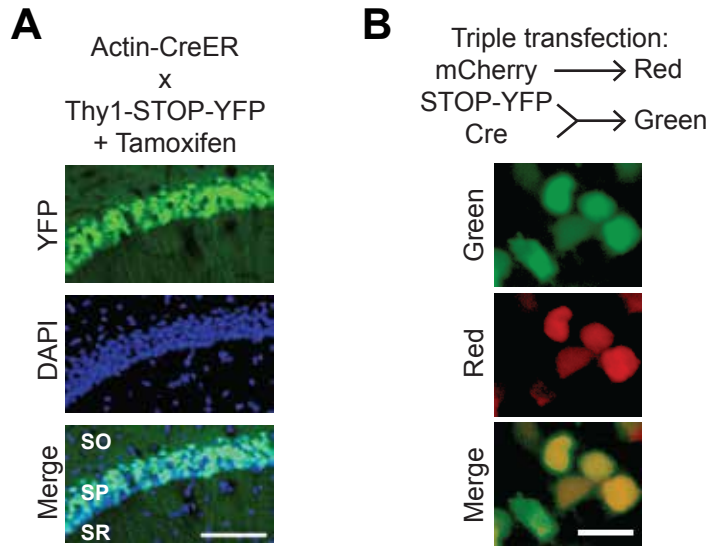 A
Actin-CreER
x
Thy1-STOP-YFP
+ Tamoxifen
YFP
DAPI
Merge
SO
SP
SR
B
Triple transfection:
mCherry Red
STOP-YFP
Cre
Green
Green
Red
Merge